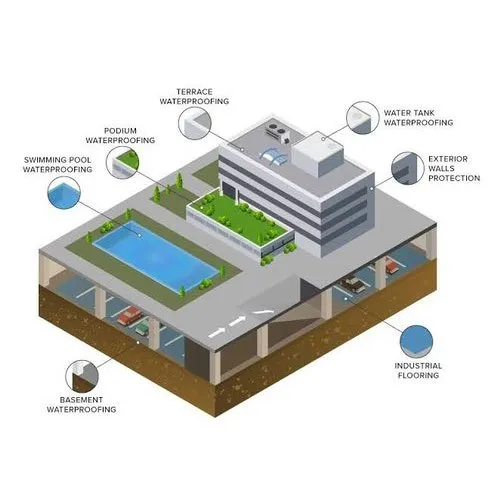 TERRACE
WATERPROOFING
WATER TANK
WATERPROOFING
PODIUM
WATERPROOFING
SWIMMING POOL
WATERPROOFING
EXTERIOR
WALLS
PROTECTION
INDUSTRIAL
FLOORING
BASEMENT
WATERPROOFING